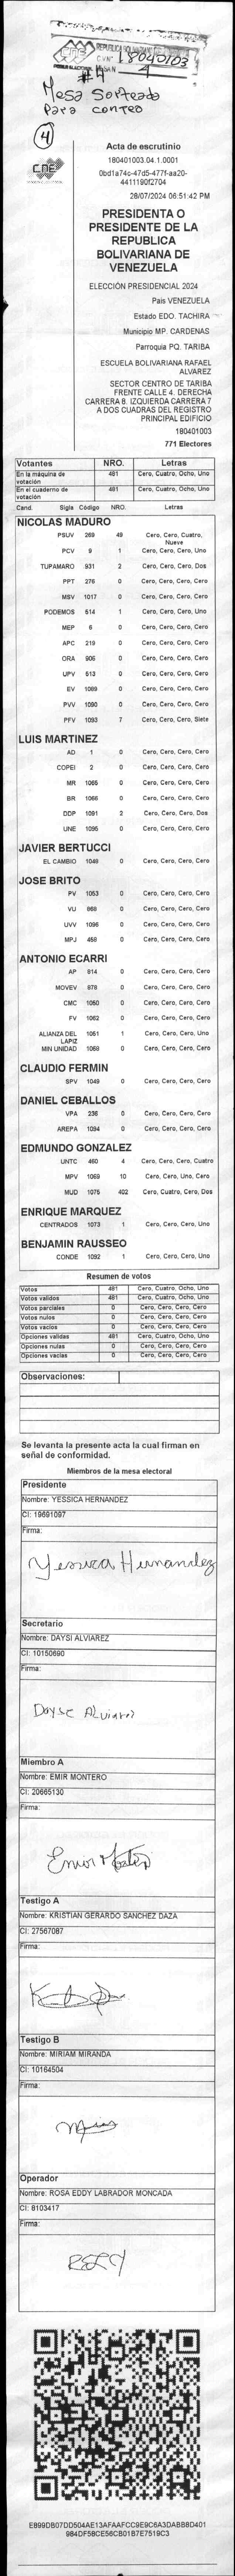 18040103
#4 4
Mesa Sorteada
Para conteo
4
CNE
Acta de escrutinio
180401003.04.1.0001
0bd1a74c-47d5-477f-aa20-
4411190f2704
28/07/2024 06:51:42 PM
PRESIDENTA O
PRESIDENTE DE LA
REPUBLICA
BOLIVARIANA DE
VENEZUELA
ELECCIÓN PRESIDENCIAL 2024
Pais VENEZUELA
Estado EDO. TACHIRA
Municipio MP. CARDENAS
Parroquia PQ. TARIBA
ESCUELA BOLIVARIANA RAFAEL
ALVAREZ
SECTOR CENTRO DE TARIBA
FRENTE CALLE 4. DERECHA
CARRERA 8. IZQUIERDA CARRERA 7
A DOS CUADRAS DEL REGISTRO
PRINCIPAL EDIFICIO
180401003
771 Electores
Votantes NRO. Letras
En la máquina de votación 481 Cero, Cuatro, Ocho, Uno
En el cuaderno de votación 481 Cero, Cuatro, Ocho, Uno
Cand. Sigla Código NRO. Letras
NICOLAS MADURO
PSUV 269 49 Cero, Cero, Cuatro, Nueve
PCV 9 1 Cero, Cero, Cero, Uno
TUPAMARO 931 2 Cero, Cero, Cero, Dos
PPT 276 0 Cero, Cero, Cero, Cero
MSV 1017 0 Cero, Cero, Cero, Cero
PODEMOS 514 1 Cero, Cero, Cero, Uno
MEP 6 0 Cero, Cero, Cero, Cero
APC 219 0 Cero, Cero, Cero, Cero
ORA 906 0 Cero, Cero, Cero, Cero
UPV 513 0 Cero, Cero, Cero, Cero
EV 1089 0 Cero, Cero, Cero, Cero
PVV 1090 0 Cero, Cero, Cero, Cero
PFV 1093 7 Cero, Cero, Cero, Siete
LUIS MARTINEZ
AD 1 0 Cero, Cero, Cero, Cero
COPEI 2 0 Cero, Cero, Cero, Cero
MR 1065 0 Cero, Cero, Cero, Cero
BR 1066 0 Cero, Cero, Cero, Cero
DDP 1091 2 Cero, Cero, Cero, Dos
UNE 1095 0 Cero, Cero, Cero, Cero
JAVIER BERTUCCI
EL CAMBIO 1048 0 Cero, Cero, Cero, Cero
JOSE BRITO
PV 1053 0 Cero, Cero, Cero, Cero
VU 868 0 Cero, Cero, Cero, Cero
UVV 1096 0 Cero, Cero, Cero, Cero
MPJ 458 0 Cero, Cero, Cero, Cero
ANTONIO ECARRI
AP 814 0 Cero, Cero, Cero, Cero
MOVEV 878 0 Cero, Cero, Cero, Cero
CMC 1050 0 Cero, Cero, Cero, Cero
FV 1062 0 Cero, Cero, Cero, Cero
ALIANZA DEL LAPIZ 1051 1 Cero, Cero, Cero, Uno
MIN UNIDAD 1068 0 Cero, Cero, Cero, Cero
CLAUDIO FERMIN
SPV 1049 0 Cero, Cero, Cero, Cero
DANIEL CEBALLOS
VPA 236 0 Cero, Cero, Cero, Cero
AREPA 1094 0 Cero, Cero, Cero, Cero
EDMUNDO GONZALEZ
UNTC 460 4 Cero, Cero, Cero, Cuatro
MPV 1069 10 Cero, Cero, Uno, Cero
MUD 1075 402 Cero, Cuatro, Cero, Dos
ENRIQUE MARQUEZ
CENTRADOS 1073 1 Cero, Cero, Cero, Uno
BENJAMIN RAUSSEO
CONDE 1092 1 Cero, Cero, Cero, Uno
Resumen de votos
Votos 481 Cero, Cuatro, Ocho, Uno
Votos validos 481 Cero, Cuatro, Ocho, Uno
Votos parciales 0 Cero, Cero, Cero, Cero
Votos nulos 0 Cero, Cero, Cero, Cero
Votos vacios 0 Cero, Cero, Cero, Cero
Opciones validas 481 Cero, Cuatro, Ocho, Uno
Opciones nulas 0 Cero, Cero, Cero, Cero
Opciones vacias 0 Cero, Cero, Cero, Cero
Observaciones:
Se levanta la presente acta la cual firman en
señal de conformidad.
Miembros de la mesa electoral
Presidente
Nombre: YESSICA HERNANDEZ
CI: 19691097
Firma:
Yessica Hernandez
Secretario
Nombre: DAYSI ALVIAREZ
CI: 10150690
Firma:
Dayse Alviarez
Miembro A
Nombre: EMIR MONTERO
CI: 20665130
Firma:
Emir Montero
Testigo A
Nombre: KRISTIAN GERARDO SANCHEZ DAZA
CI: 27567087
Firma:
Testigo B
Nombre: MIRIAM MIRANDA
CI: 10164504
Firma:
Operador
Nombre: ROSA EDDY LABRADOR MONCADA
CI: 8103417
Firma:
E899DB07DD504AE13AFAAFCC9E9C6A3DABB8D401
984DF58CE56CB01B7E7519C3